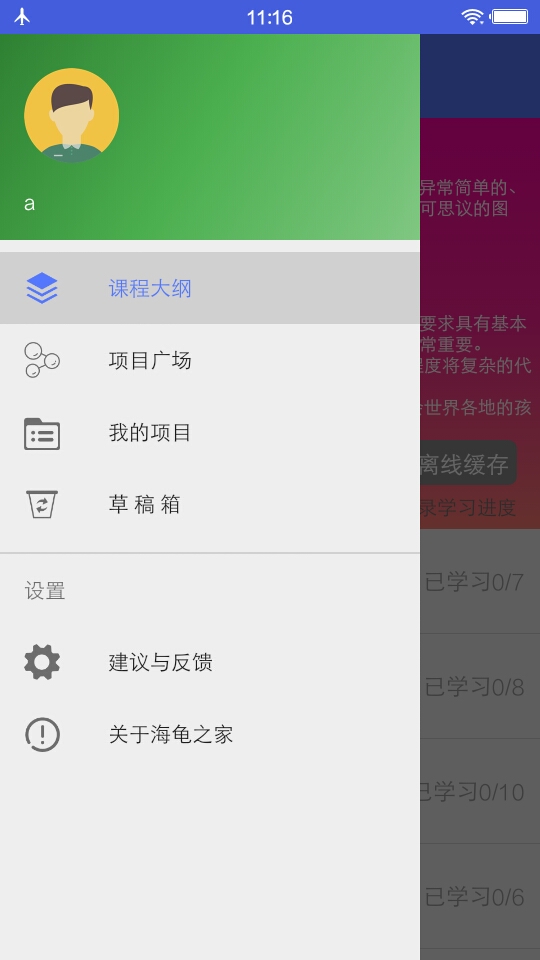 11:16
a
课程大纲
项目广场
我的项目
草稿箱
设置
建议与反馈
关于海龟之家
异常简单的、
可思议的图
要求具有基本
常重要。
程度将复杂的代
世界各地的孩
离线缓存
录学习进度
已学习0/7
已学习0/8
已学习0/10
已学习0/6